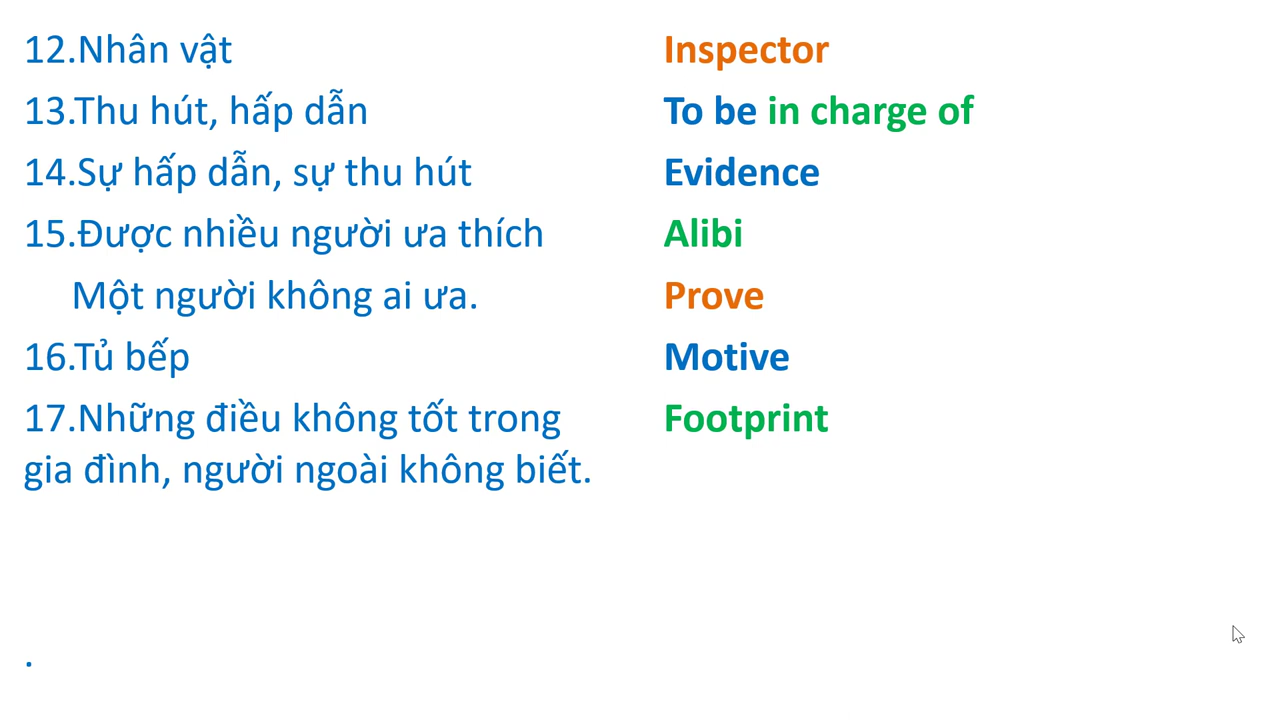 12.Nhân vật
13.Thu hút, hấp dẫn
14.Sự hấp dẫn, sự thu hút
15.Được nhiều người ưa thích
Một người không ai ưa.
16.Tủ bếp
17.Những điều không tốt trong
gia đình, người ngoài không biết.
.
Inspector
To be in charge of
Evidence
Alibi
Prove
Motive
Footprint